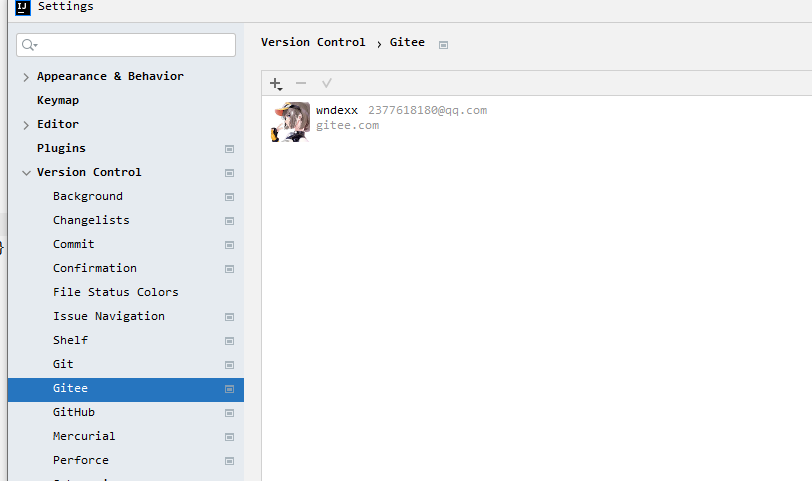 IJ Settings
Version Control › Gitee
Appearance & Behavior
Keymap
Editor
Plugins
Version Control
Background
Changelists
Commit
Confirmation
File Status Colors
Issue Navigation
Shelf
Git
Gitee
GitHub
Mercurial
Perforce
wndexx 2377618180@qq.com
gitee.com
}